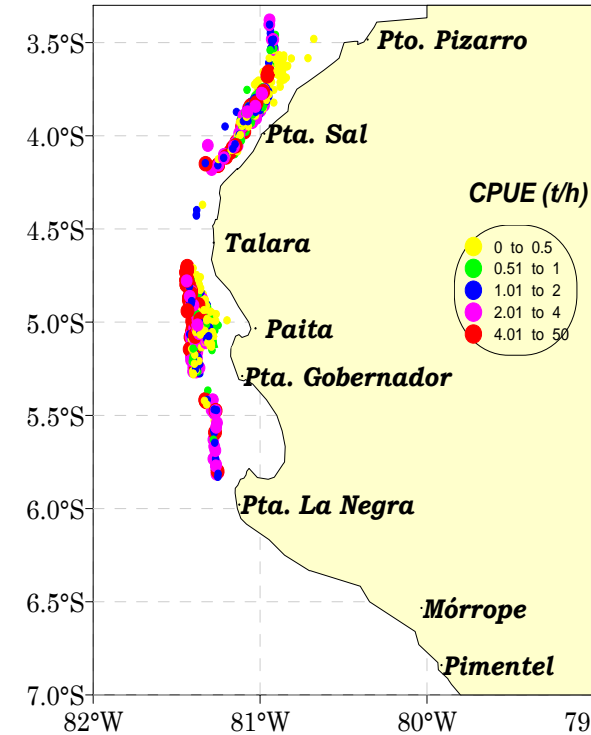 3.5°S
Pto. Pizarro
4.0°S
Pta. Sal
CPUE (t/h)
4.5°S
Talara
0 to 0.5
0.51 to 1
1.01 to 2
2.01 to 4
4.01 to 50
5.0°S
Paita
Pta. Gobernador
5.5°S
6.0°S
Pta. La Negra
6.5°S
Mórrope
Pimentel
7.0°S
82°W
81°W
80°W
79